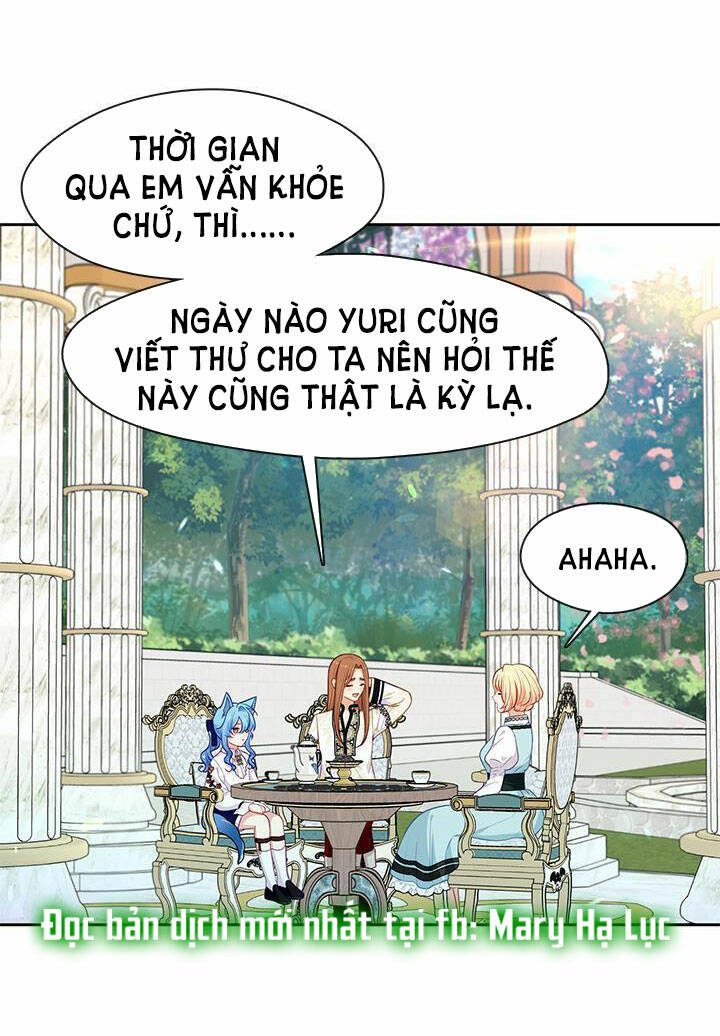 THỜI GIAN
QUA EM VẪN KHỎE
CHỨ, THÌ......
NGÀY NÀO YURI CŨNG
VIẾT THƯ CHO TA NÊN HỎI THẾ
NÀY CŨNG THẬT LÀ KỲ LẠ.
AHAHA.
Đọc bản dịch mới nhất tại fb: Mary Hạ Lục